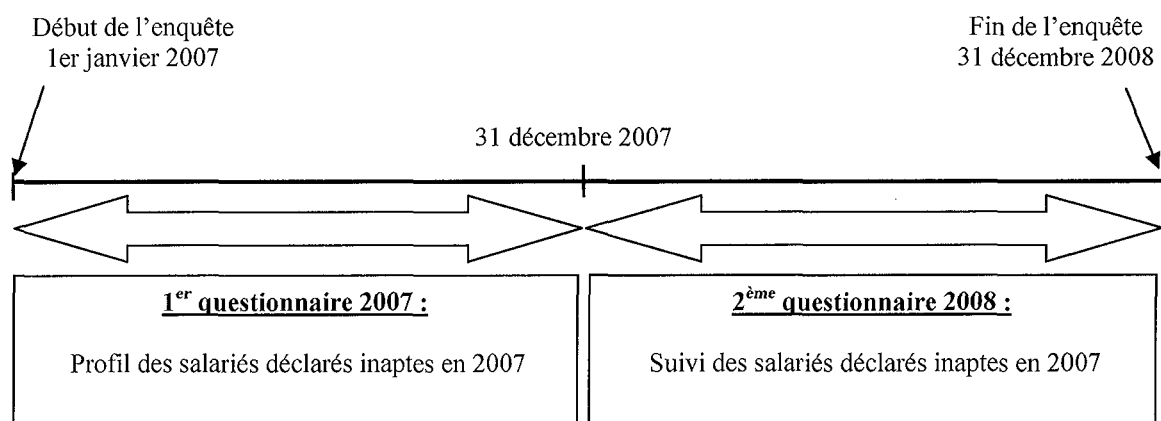 Début de l'enquête
1er janvier 2007
Fin de l'enquête
31 décembre 2008
31 décembre 2007
1er questionnaire 2007 :
Profil des salariés déclarés inaptes en 2007
2ème questionnaire 2008 :
Suivi des salariés déclarés inaptes en 2007